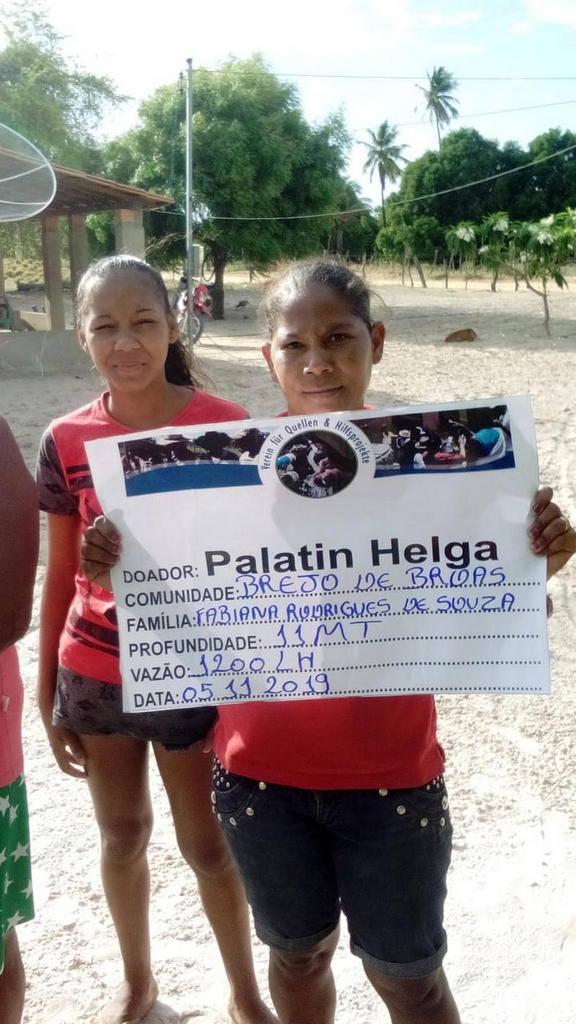 Verein für Quellen & Hilfsprojekte
DOADOR: Palatin Helga
COMUNIDADE: BREJO DE BROAS
FAMÍLIA: FABIANA RODRIGUES DE SOUZA
PROFUNDIDADE: 11 MT
VAZÃO: 1200 LH
DATA: 05 11 2019